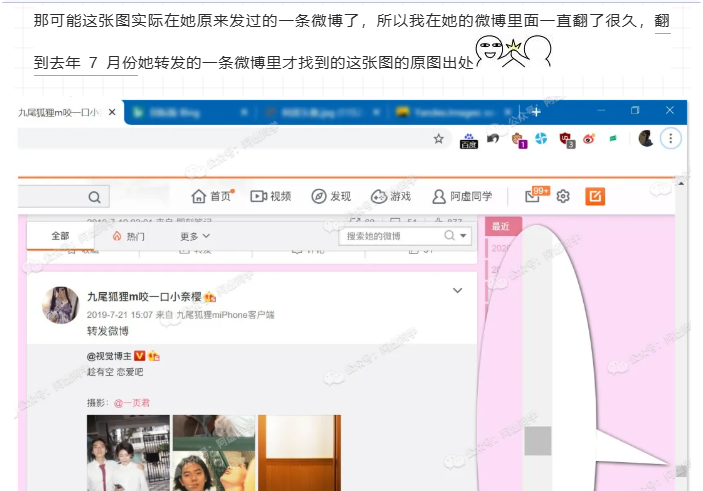 那可能这张图实际在她原来发过的一条微博了，所以我在她的微博里面一直翻了很久，翻
到去年 7 月份她转发的一条微博里才找到的这张图的原图出处
九尾狐狸m咬一口小
百度
1
3
首页
视频
发现
游戏
阿虚同学
99+
全部
热门
更多
搜索她的微博
最近
九尾狐狸m咬一口小奈樱
2019-7-21 15:07 来自 九尾狐狸miPhone客户端
转发微博
@视觉博主
趁有空 恋爱吧
摄影：@一页君